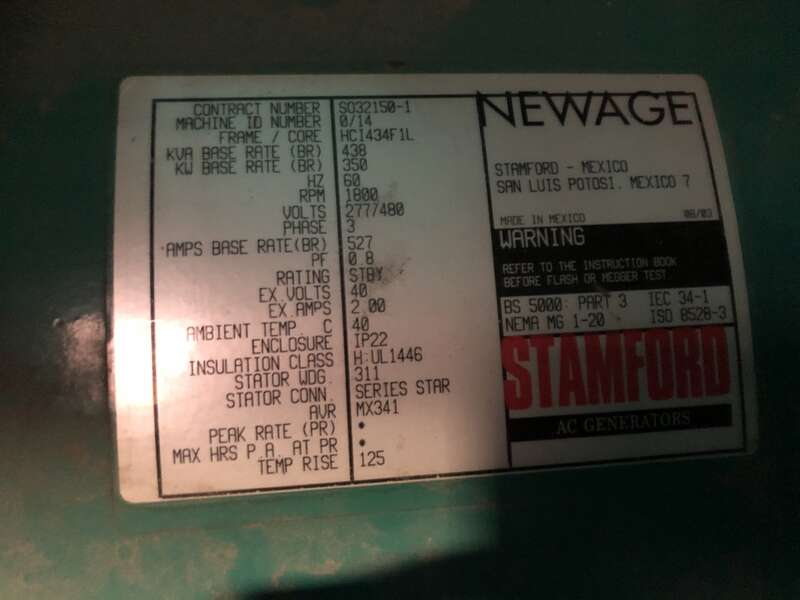 CONTRACT NUMBER SO32150-1
MACHINE ID NUMBER 0/14
FRAME / CORE HCI434F1L
KVA BASE RATE (BR) 438
KW BASE RATE (BR) 350
HZ 60
RPM 1800
VOLTS 277/480
PHASE 3
AMPS BASE RATE(BR) 527
PF 0.8
RATING STBY
EX.VOLTS 40
EX.AMPS 2.00
AMBIENT TEMP. C 40
ENCLOSURE IP22
INSULATION CLASS H:UL1446
STATOR WDG. 311
STATOR CONN. SERIES STAR
AVR MX341
PEAK RATE (PR) *
MAX HRS P.A. AT PR *
TEMP RISE 125
NEWAGE
STAMFORD - MEXICO
SAN LUIS POTOSI. MEXICO 7
MADE IN MEXICO 08/03
WARNING
REFER TO THE INSTRUCTION BOOK
BEFORE FLASH OR MEGGER TEST.
BS 5000: PART 3 IEC 34-1
NEMA MG 1-20 ISO 8528-3
STAMFORD
AC GENERATORS